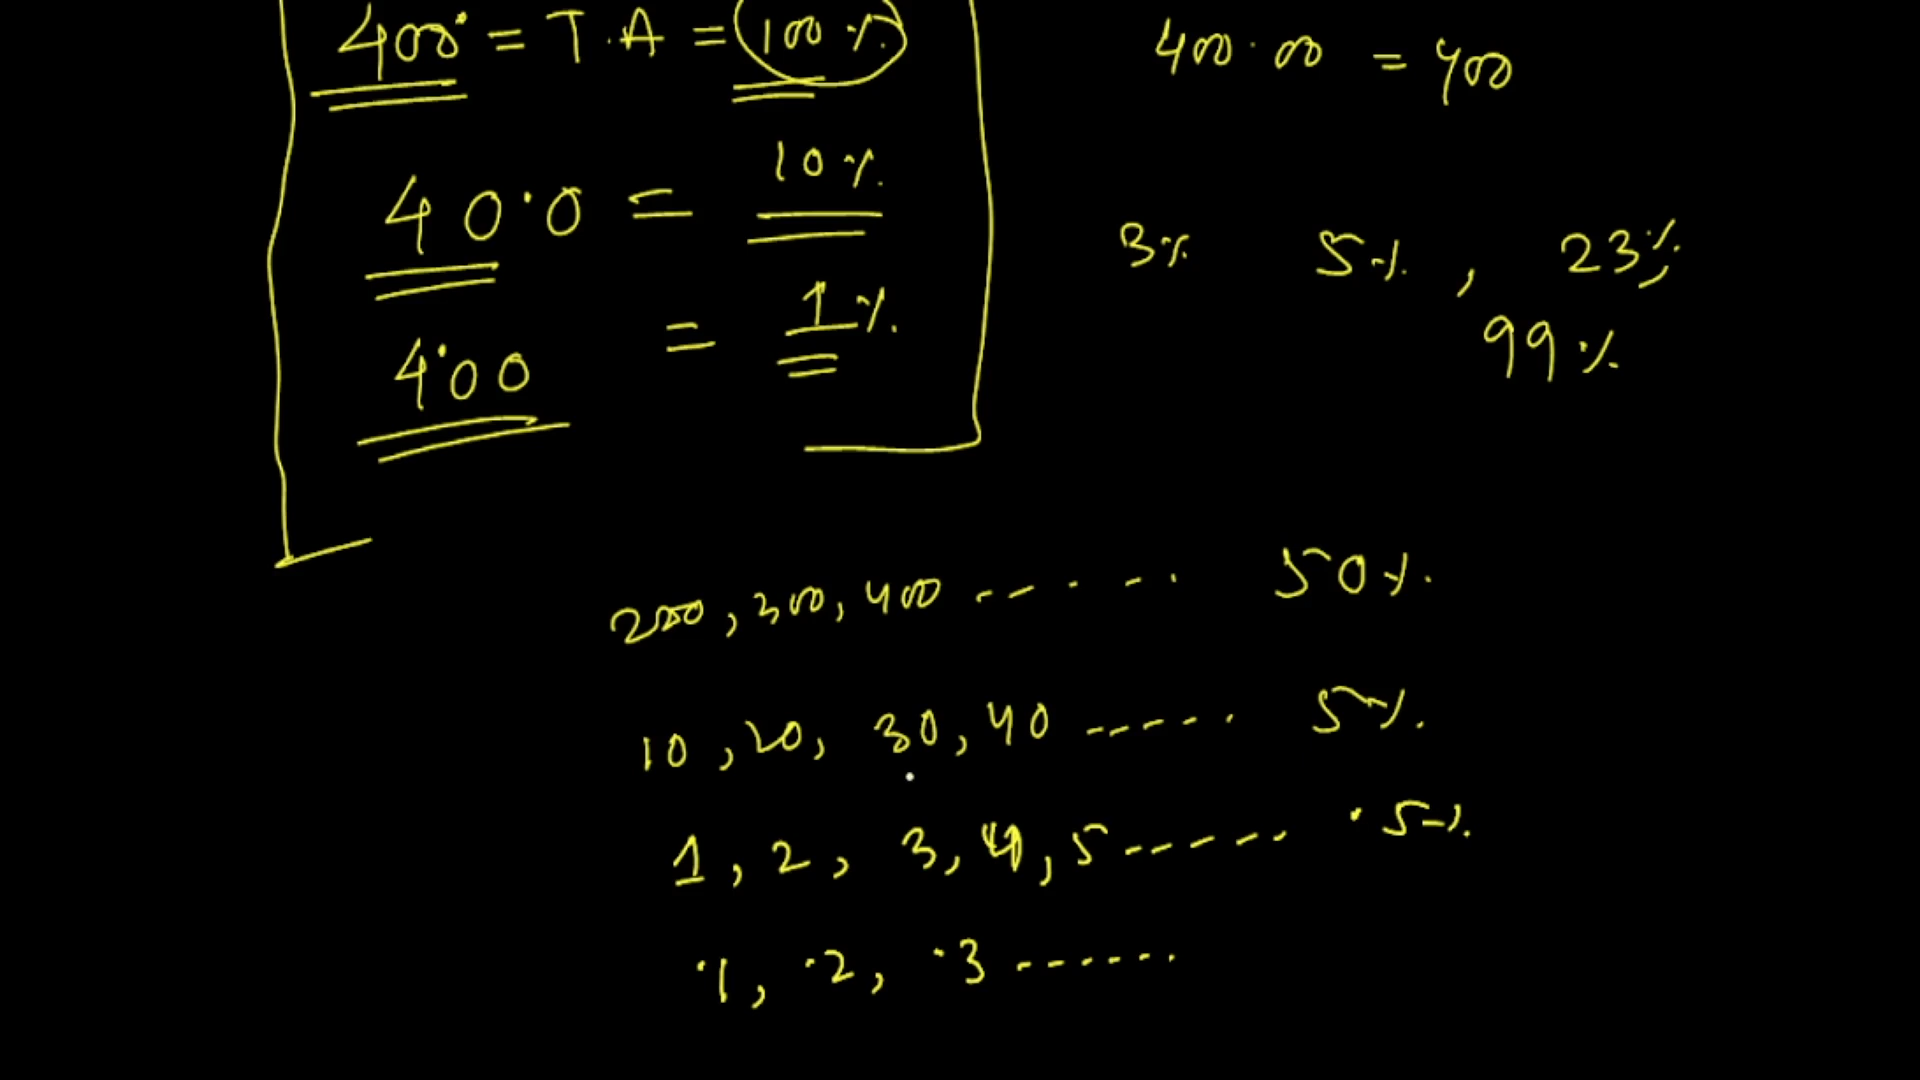 400. = T.A = 100%
400.00 = 400
40.0 = 10%
3% 5%, 23%
4.00 = 1%
99%
200, 300, 400 ------ 50%
10, 20, 30, 40 ------ 5%
1, 2, 3, 4, 5 ------ .5%
.1, .2, .3 ------